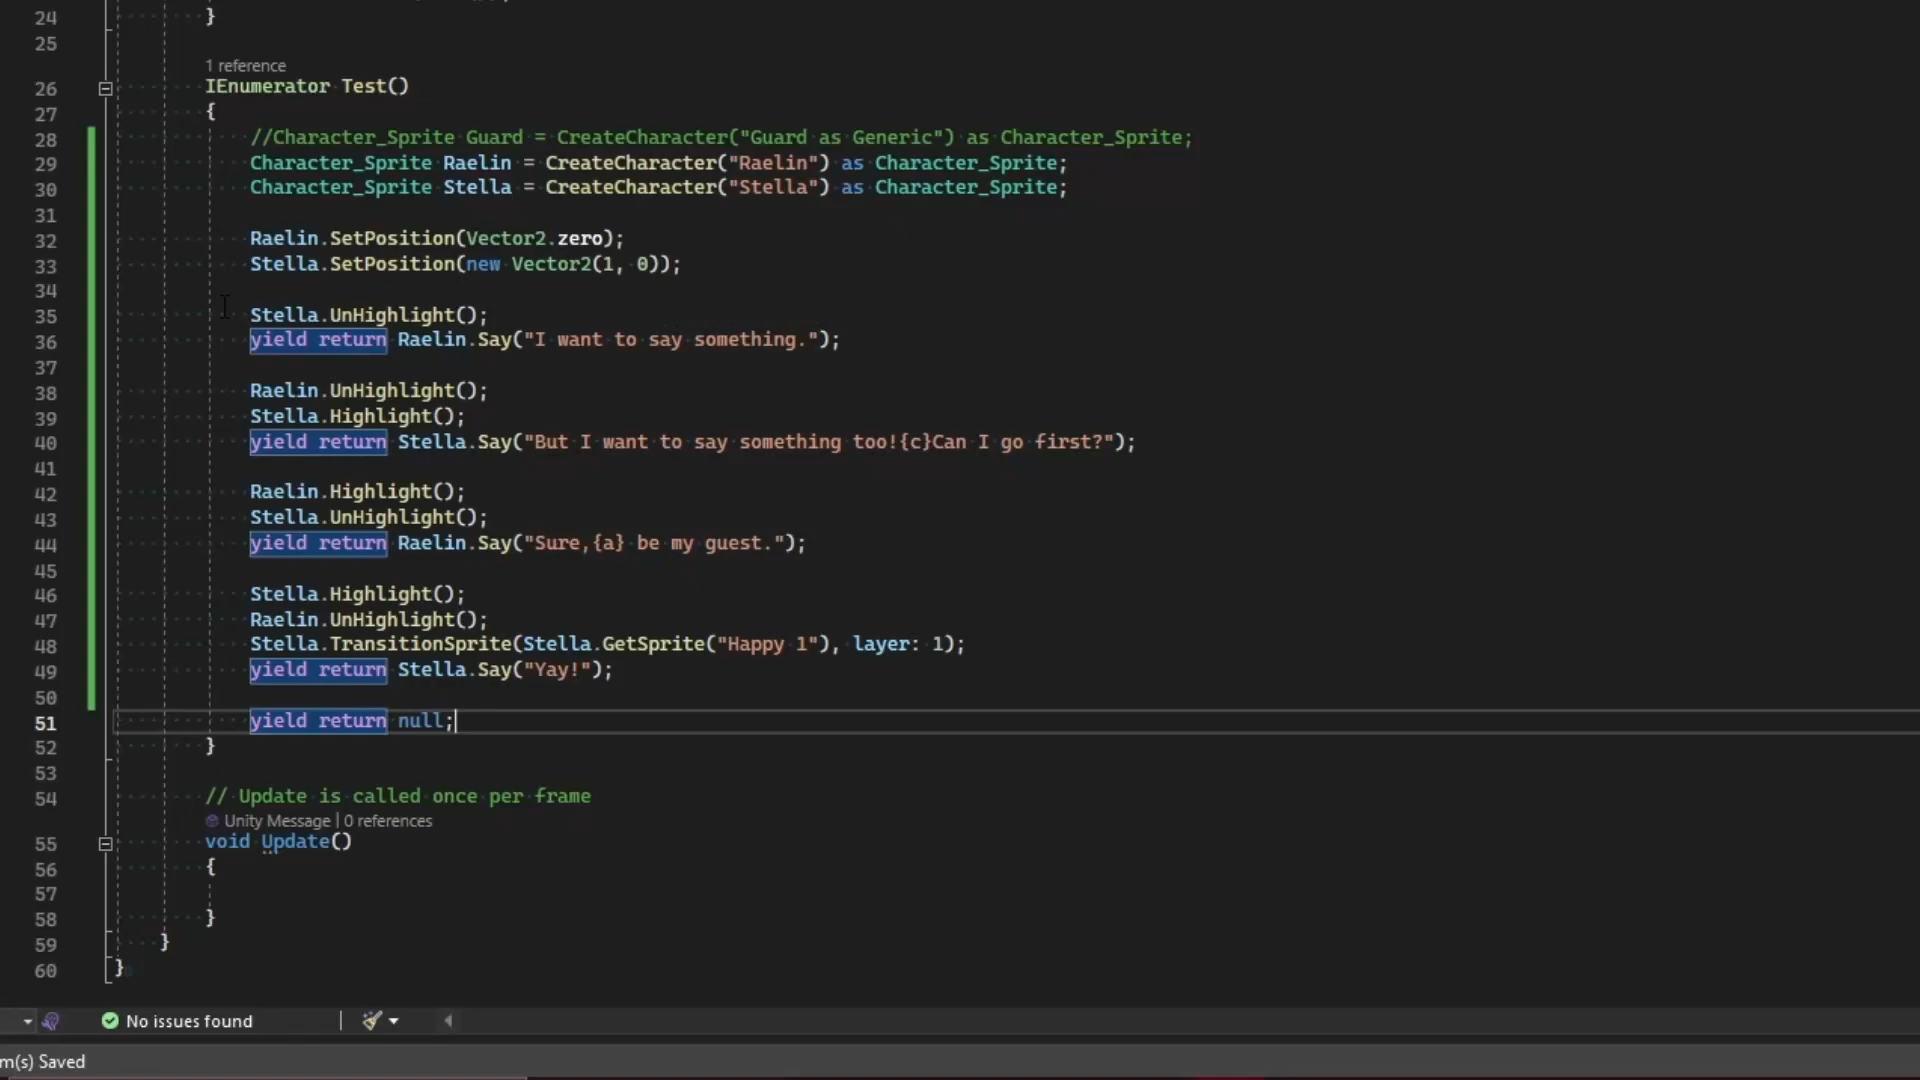 24 }
25
1 reference
26 IEnumerator Test()
27 {
28 //Character_Sprite Guard = CreateCharacter("Guard as Generic") as Character_Sprite;
29 Character_Sprite Raelin = CreateCharacter("Raelin") as Character_Sprite;
30 Character_Sprite Stella = CreateCharacter("Stella") as Character_Sprite;
31
32 Raelin.SetPosition(Vector2.zero);
33 Stella.SetPosition(new Vector2(1, 0));
34
35 Stella.UnHighlight();
36 yield return Raelin.Say("I want to say something.");
37
38 Raelin.UnHighlight();
39 Stella.Highlight();
40 yield return Stella.Say("But I want to say something too!{c}Can I go first?");
41
42 Raelin.Highlight();
43 Stella.UnHighlight();
44 yield return Raelin.Say("Sure,{a} be my guest.");
45
46 Stella.Highlight();
47 Raelin.UnHighlight();
48 Stella.TransitionSprite(Stella.GetSprite("Happy 1"), layer: 1);
49 yield return Stella.Say("Yay!");
50
51 yield return null;
52 }
53
54 // Update is called once per frame
Unity Message | 0 references
55 void Update()
56 {
57
58 }
59 }
60 }
No issues found
m(s) Saved